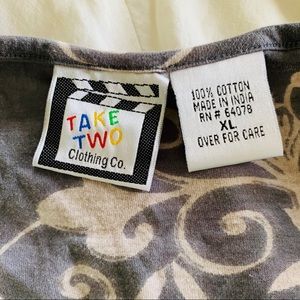 TAKE
TWO
Clothing Co.
100% COTTON
MADE IN INDIA
RN # 64078
XL
OVER FOR CARE